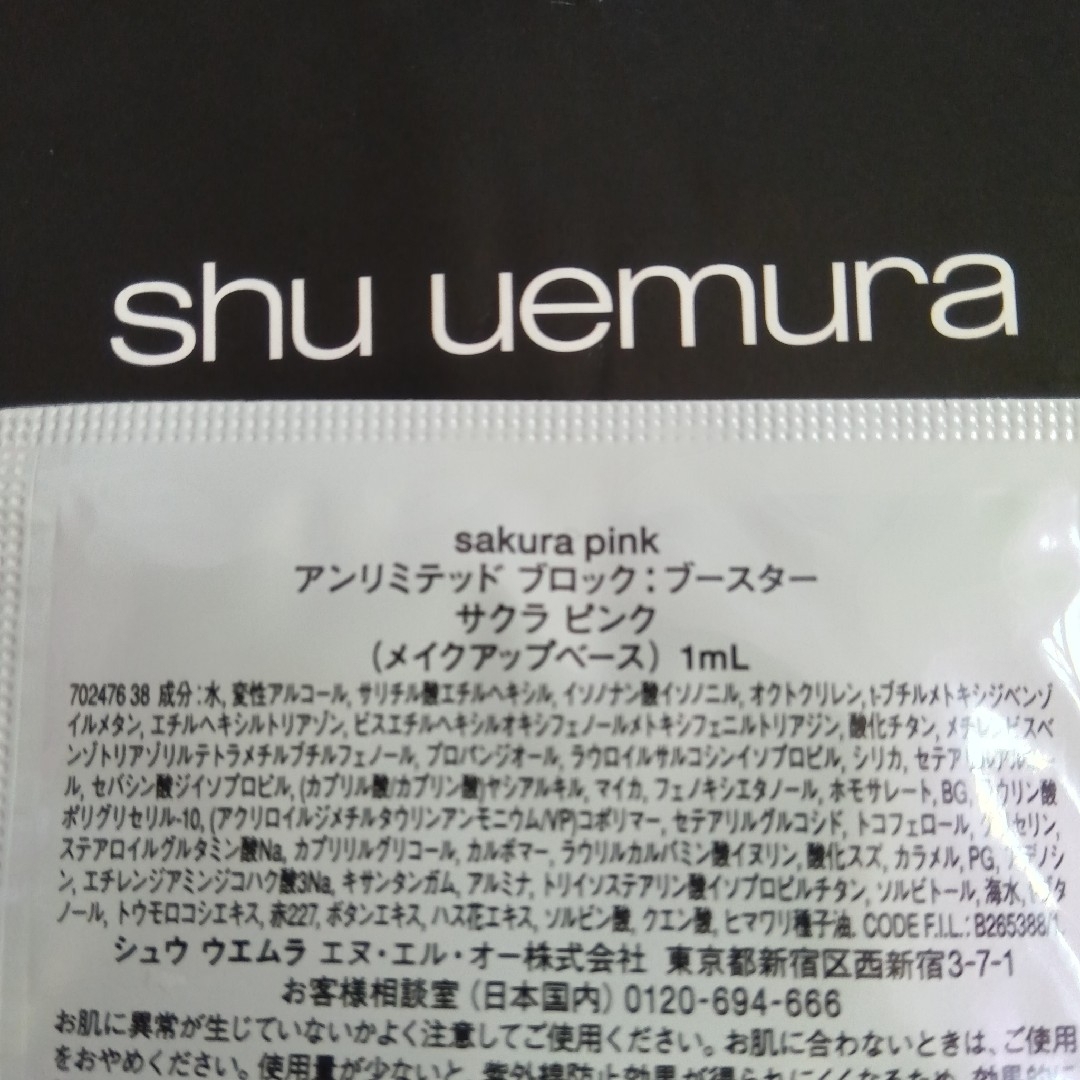 shu uemura
sakura pink
アンリミテッド ブロック:ブースター
サクラ ピンク
(メイクアップベース) 1mL
702476 38 成分:水, 変性アルコール, サリチル酸エチルヘキシル, イソノナン酸イソノニル, オクトクリレン, t-ブチルメトキシジベンゾ
イルメタン, エチルヘキシルトリアゾン, ビスエチルヘキシルオキシフェノールメトキシフェニルトリアジン, 酸化チタン, メチレンビスベ
ンゾトリアゾリルテトラメチルブチルフェノール, プロパンジオール, ラウロイルサルコシンイソプロピル, シリカ, セテアリルアルコー
ル, セバシン酸ジイソプロピル, (カプリル酸/カプリン酸)ヤシアルキル, マイカ, フェノキシエタノール, ホモサレート, BG, ラウリン酸
ポリグリセリル-10, (アクリロイルジメチルタウリンアンモニウム/VP)コポリマー, セテアリルグルコシド, トコフェロール, グリセリン,
ステアロイルグルタミン酸Na, カプリリルグリコール, カルボマー, ラウリルカルバミン酸イヌリン, 酸化スズ, カラメル, PG, アデノシ
ン, エチレンジアミンジコハク酸3Na, キサンタンガム, アルミナ, トリイソステアリン酸イソプロピルチタン, ソルビトール, 海水, t-ブタ
ノール, トウモロコシエキス, 赤227, ボタンエキス, ハス花エキス, ソルビン酸, クエン酸, ヒマワリ種子油. CODE F.I.L.: B265388/1.
シュウ ウエムラ エヌ・エル・オー株式会社 東京都新宿区西新宿3-7-1
お客様相談室 (日本国内) 0120-694-666
お肌に異常が生じていないかよく注意してご使用ください。お肌に合わないときは、ご使用
をおやめください。使用量が少ないと、紫外線防止効果が得られにくくなるため、効果的に